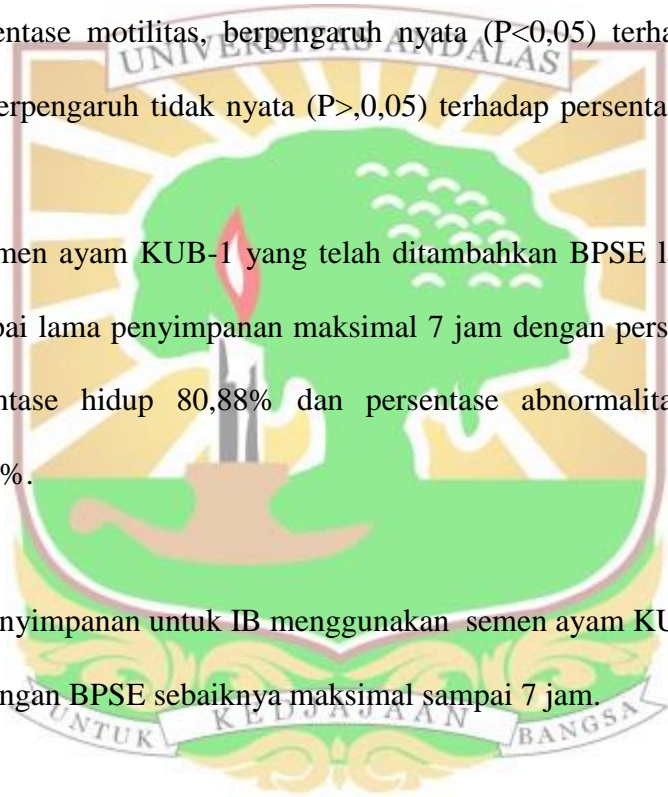 entase motilitas, berpengaruh nyata (P<0,05) terha
UNIVERSITAS ANDALAS
erpengaruh tidak nyata (P>,0,05) terhadap persenta
men ayam KUB-1 yang telah ditambahkan BPSE la
pai lama penyimpanan maksimal 7 jam dengan pers
ntase hidup 80,88% dan persentase abnormalita
%.
nyimpanan untuk IB menggunakan semen ayam KU
ngan BPSE sebaiknya maksimal sampai 7 jam.
UNTUK KEDJAJAAN BANGSA